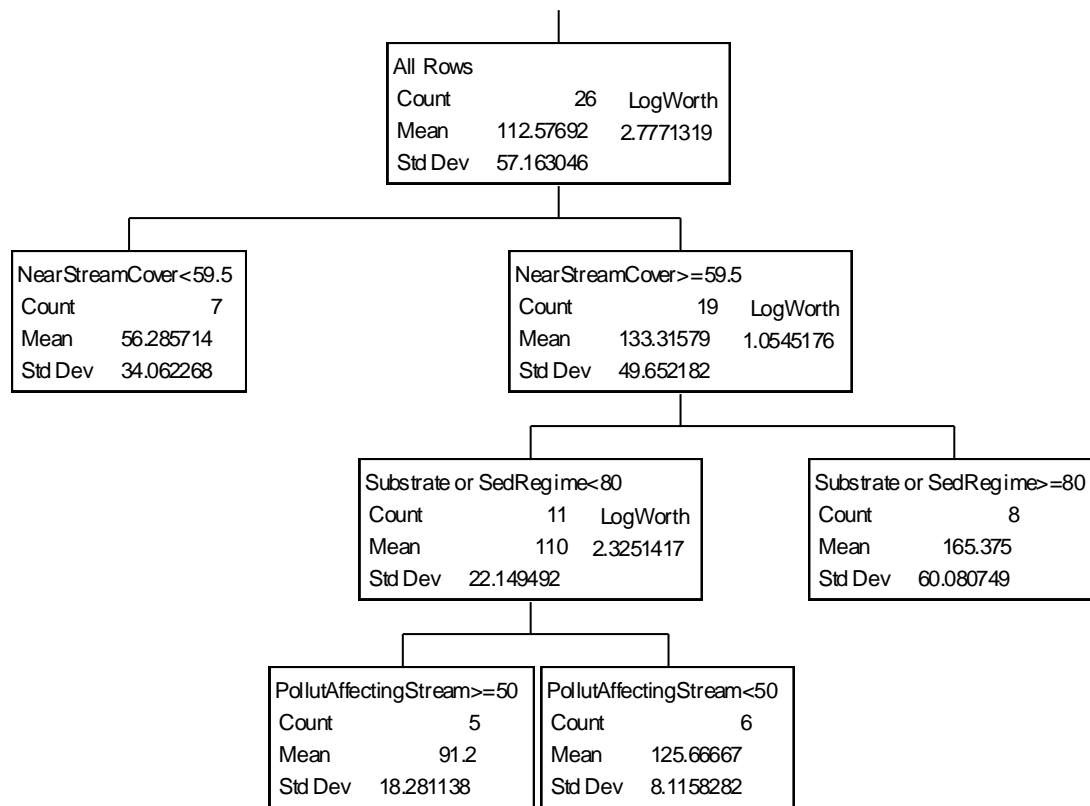 All Rows
Count 26 LogWorth
Mean 112.57692 2.7771319
Std Dev 57.163046
NearStreamCover<59.5
Count 7
Mean 56.285714
Std Dev 34.062268
NearStreamCover>=59.5
Count 19 LogWorth
Mean 133.31579 1.0545176
Std Dev 49.652182
Substrate or SedRegime<80
Count 11 LogWorth
Mean 110 2.3251417
Std Dev 22.149492
Substrate or SedRegime>=80
Count 8
Mean 165.375
Std Dev 60.080749
PollutAffectingStream>=50
Count 5
Mean 91.2
Std Dev 18.281138
PollutAffectingStream<50
Count 6
Mean 125.66667
Std Dev 8.1158282